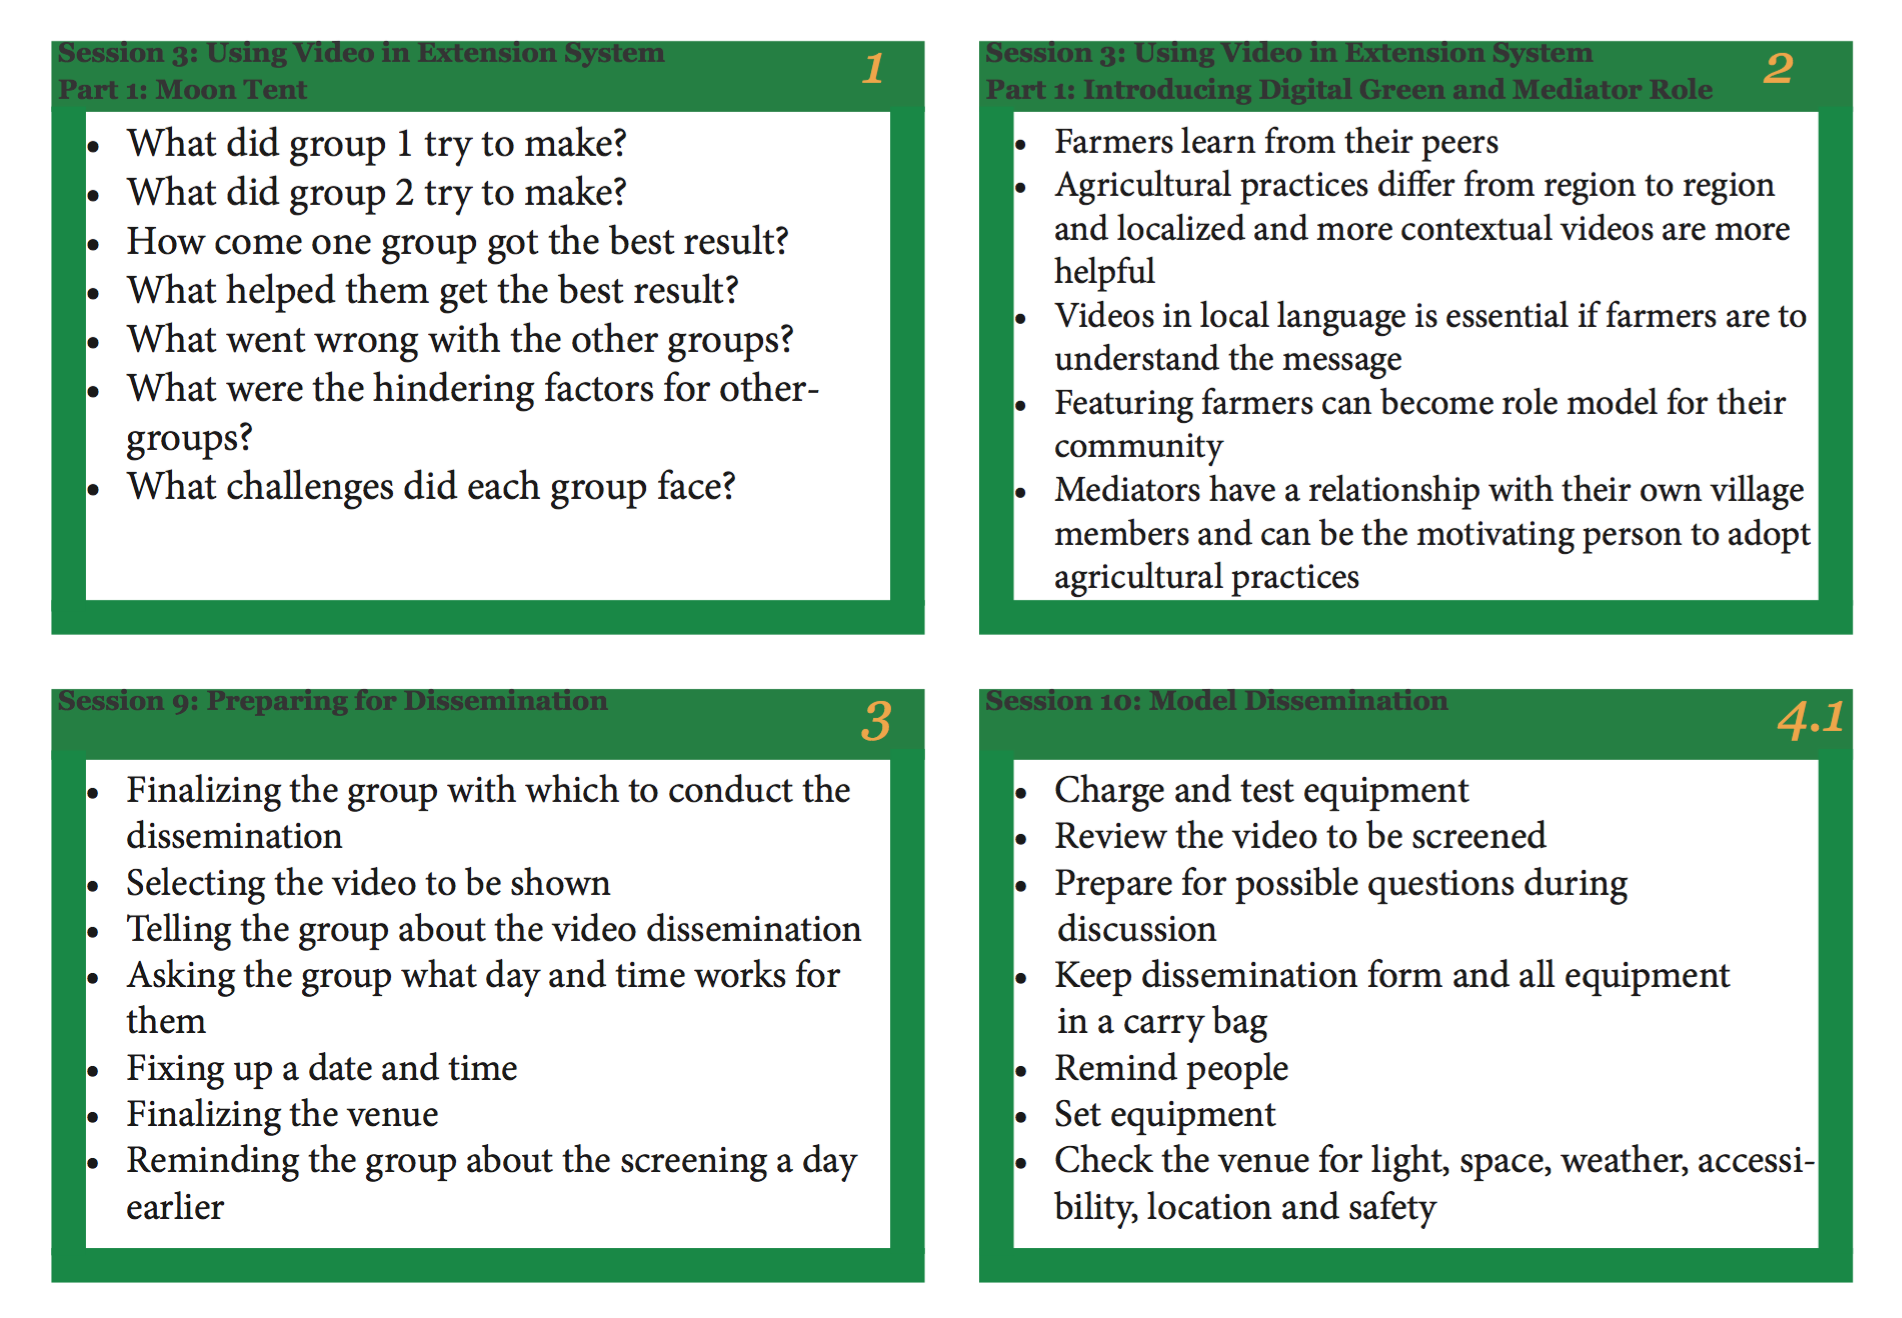 Session 3: Using Video in Extension System
Part 1: Moon Tent
1
• What did group 1 try to make?
• What did group 2 try to make?
• How come one group got the best result?
• What helped them get the best result?
• What went wrong with the other groups?
• What were the hindering factors for other-
groups?
• What challenges did each group face?
Session 3: Using Video in Extension System
Part 1: Introducing Digital Green and Mediator Role
2
• Farmers learn from their peers
• Agricultural practices differ from region to region
and localized and more contextual videos are more
helpful
• Videos in local language is essential if farmers are to
understand the message
• Featuring farmers can become role model for their
community
• Mediators have a relationship with their own village
members and can be the motivating person to adopt
agricultural practices
Session 9: Preparing for Dissemination
3
• Finalizing the group with which to conduct the
dissemination
• Selecting the video to be shown
• Telling the group about the video dissemination
• Asking the group what day and time works for
them
• Fixing up a date and time
• Finalizing the venue
• Reminding the group about the screening a day
earlier
Session 10: Model Dissemination
4.1
• Charge and test equipment
• Review the video to be screened
• Prepare for possible questions during
discussion
• Keep dissemination form and all equipment
in a carry bag
• Remind people
• Set equipment
• Check the venue for light, space, weather, accessi-
bility, location and safety